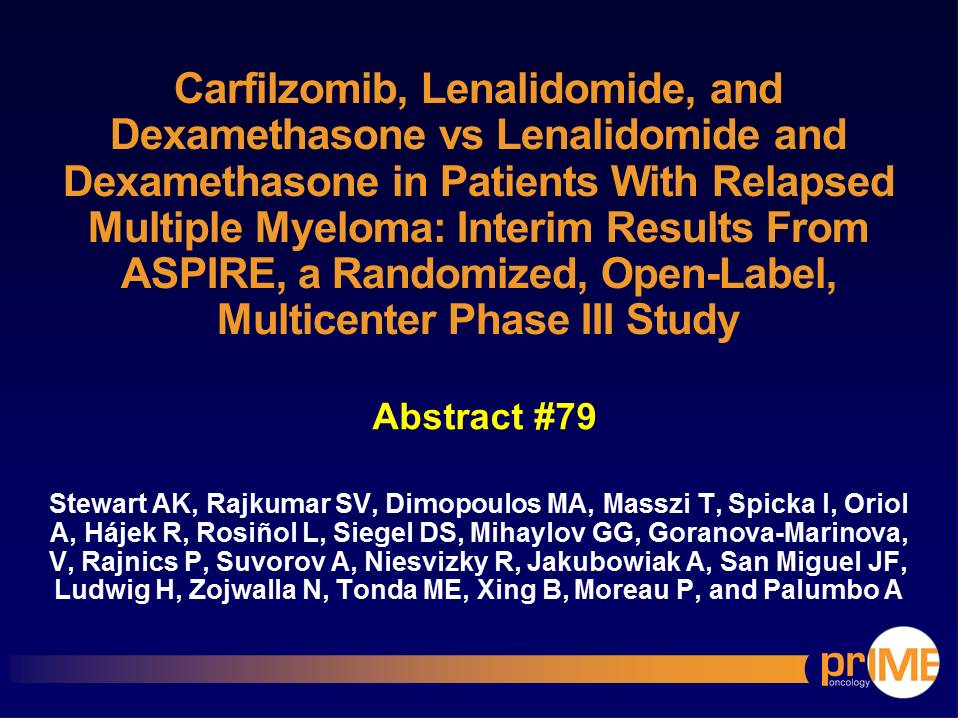 Carfilzomib, Lenalidomide, and
Dexamethasone vs Lenalidomide and
Dexamethasone in Patients With Relapsed
Multiple Myeloma: Interim Results From
ASPIRE, a Randomized, Open-Label,
Multicenter Phase III Study
Abstract #79
Stewart AK, Rajkumar SV, Dimopoulos MA, Masszi T, Spicka I, Oriol
A, Hájek R, Rosiñol L, Siegel DS, Mihaylov GG, Goranova-Marinova,
V, Rajnics P, Suvorov A, Niesvizky R, Jakubowiak A, San Miguel JF,
Ludwig H, Zojwalla N, Tonda ME, Xing B, Moreau P, and Palumbo A
prIME
oncology